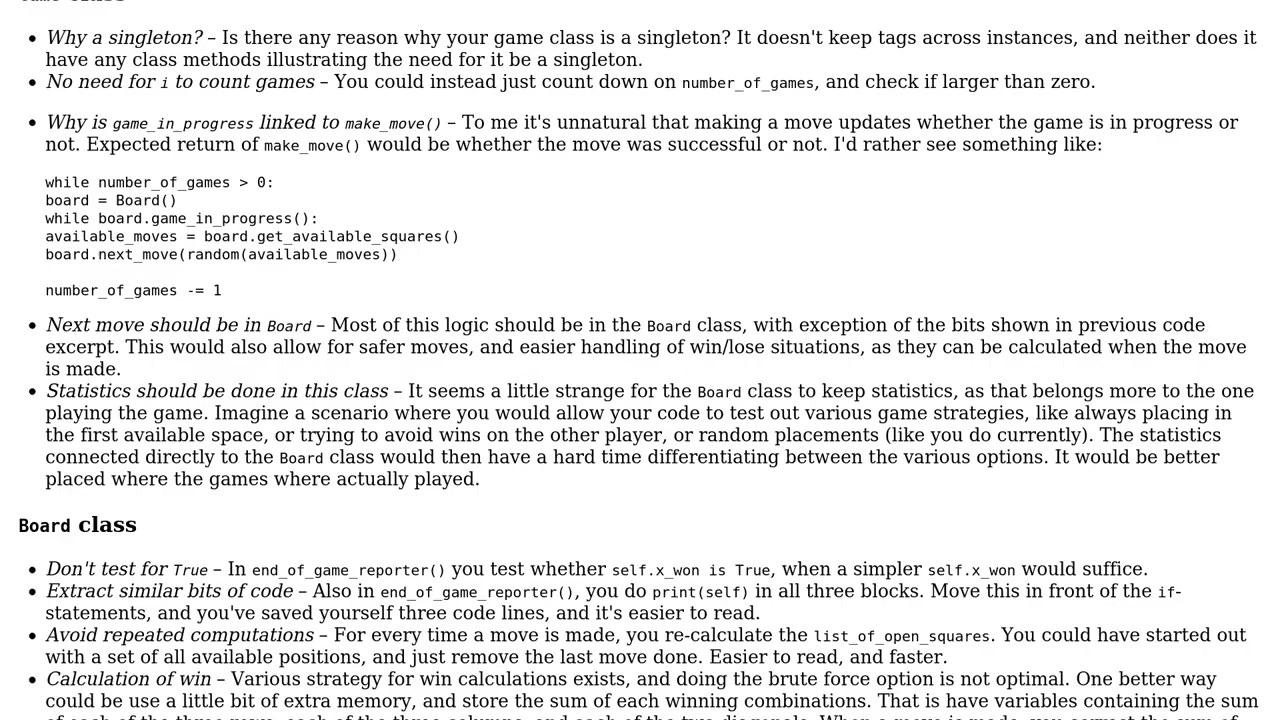 Why a singleton? – Is there any reason why your game class is a singleton? It doesn't keep tags across instances, and neither does it
have any class methods illustrating the need for it be a singleton.
No need for i to count games – You could instead just count down on number_of_games, and check if larger than zero.
Why is game_in_progress linked to make_move() – To me it's unnatural that making a move updates whether the game is in progress or
not. Expected return of make_move() would be whether the move was successful or not. I'd rather see something like:
while number_of_games > 0:
board = Board()
while board.game_in_progress():
available_moves = board.get_available_squares()
board.next_move(random(available_moves))
number_of_games -= 1
Next move should be in Board – Most of this logic should be in the Board class, with exception of the bits shown in previous code
excerpt. This would also allow for safer moves, and easier handling of win/lose situations, as they can be calculated when the move
is made.
Statistics should be done in this class – It seems a little strange for the Board class to keep statistics, as that belongs more to the one
playing the game. Imagine a scenario where you would allow your code to test out various game strategies, like always placing in
the first available space, or trying to avoid wins on the other player, or random placements (like you do currently). The statistics
connected directly to the Board class would then have a hard time differentiating between the various options. It would be better
placed where the games where actually played.
Board class
Don't test for True – In end_of_game_reporter() you test whether self.x_won is True, when a simpler self.x_won would suffice.
Extract similar bits of code – Also in end_of_game_reporter(), you do print(self) in all three blocks. Move this in front of the if-
statements, and you've saved yourself three code lines, and it's easier to read.
Avoid repeated computations – For every time a move is made, you re-calculate the list_of_open_squares. You could have started out
with a set of all available positions, and just remove the last move done. Easier to read, and faster.
Calculation of win – Various strategy for win calculations exists, and doing the brute force option is not optimal. One better way
could be use a little bit of extra memory, and store the sum of each winning combinations. That is have variables containing the sum